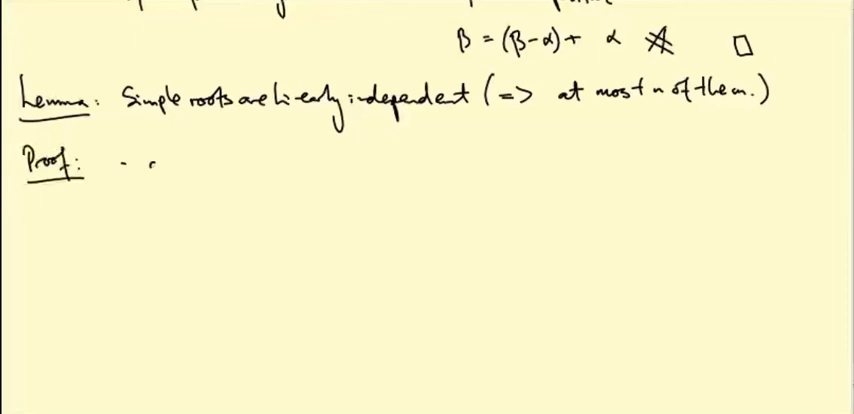 β = (β-α) + α ※ □
Lemma: Simple roots are linearly independent (=> at most n of them.)
Proof: - c